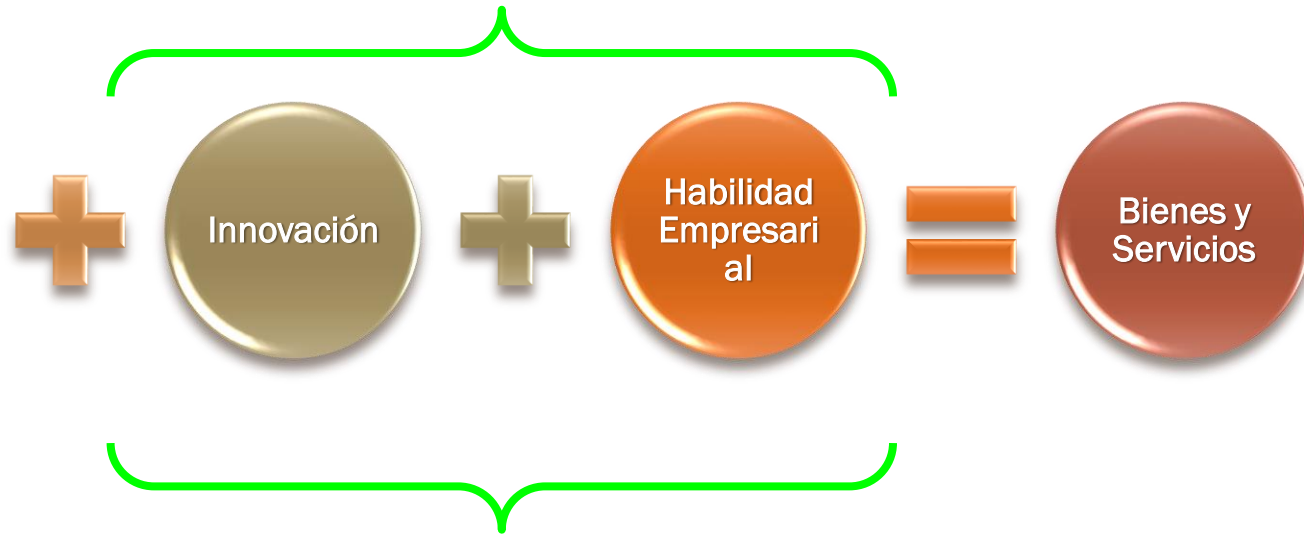 Innovación
Habilidad
Empresari
al
Bienes y
Servicios